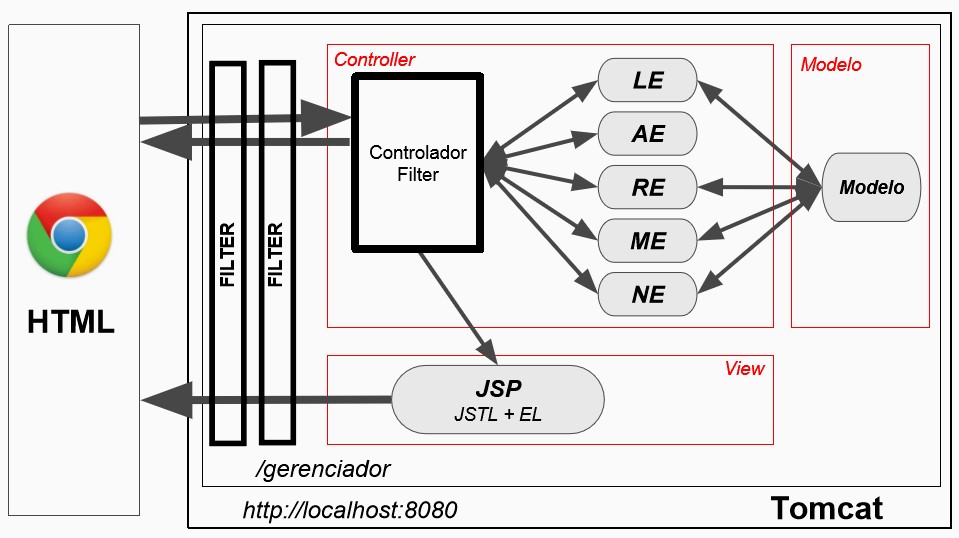 HTML
FILTER
FILTER
Controller
Controlador
Filter
LE
AE
RE
ME
NE
Modelo
Modelo
View
JSP
JSTL + EL
/gerenciador
http://localhost:8080
Tomcat